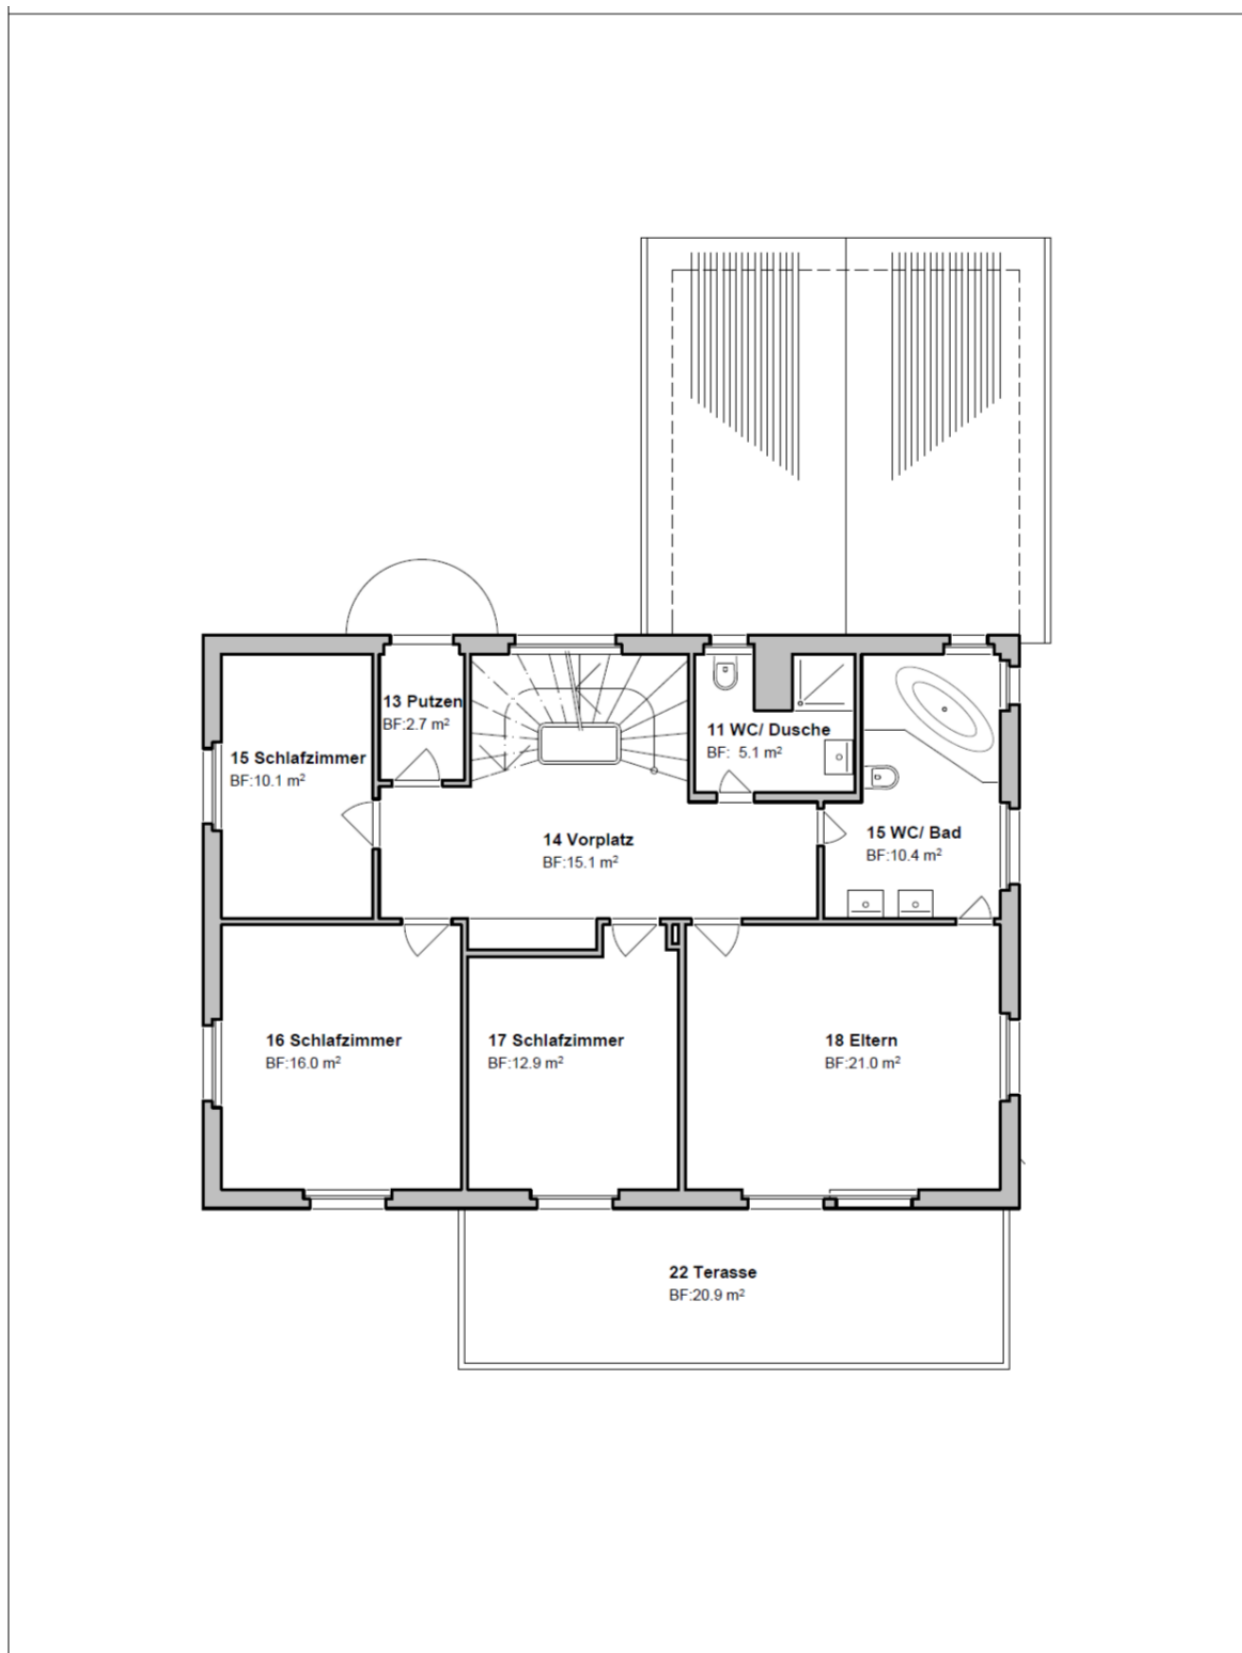 13 Putzen
BF:2.7 m²
11 WC/ Dusche
BF: 5.1 m²
15 Schlafzimmer
BF:10.1 m²
14 Vorplatz
BF:15.1 m²
15 WC/ Bad
BF:10.4 m²
16 Schlafzimmer
BF:16.0 m²
17 Schlafzimmer
BF:12.9 m²
18 Eltern
BF:21.0 m²
22 Terasse
BF:20.9 m²